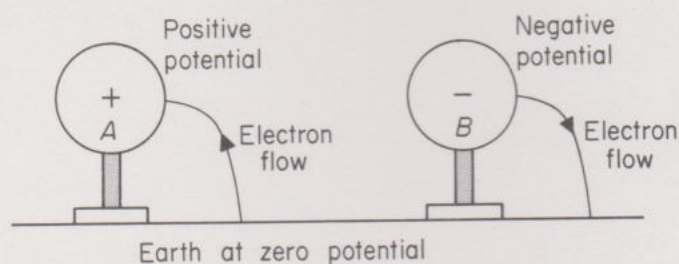 Positive
potential
+
A
Electron
flow
Negative
potential
-
B
Electron
flow
Earth at zero potential